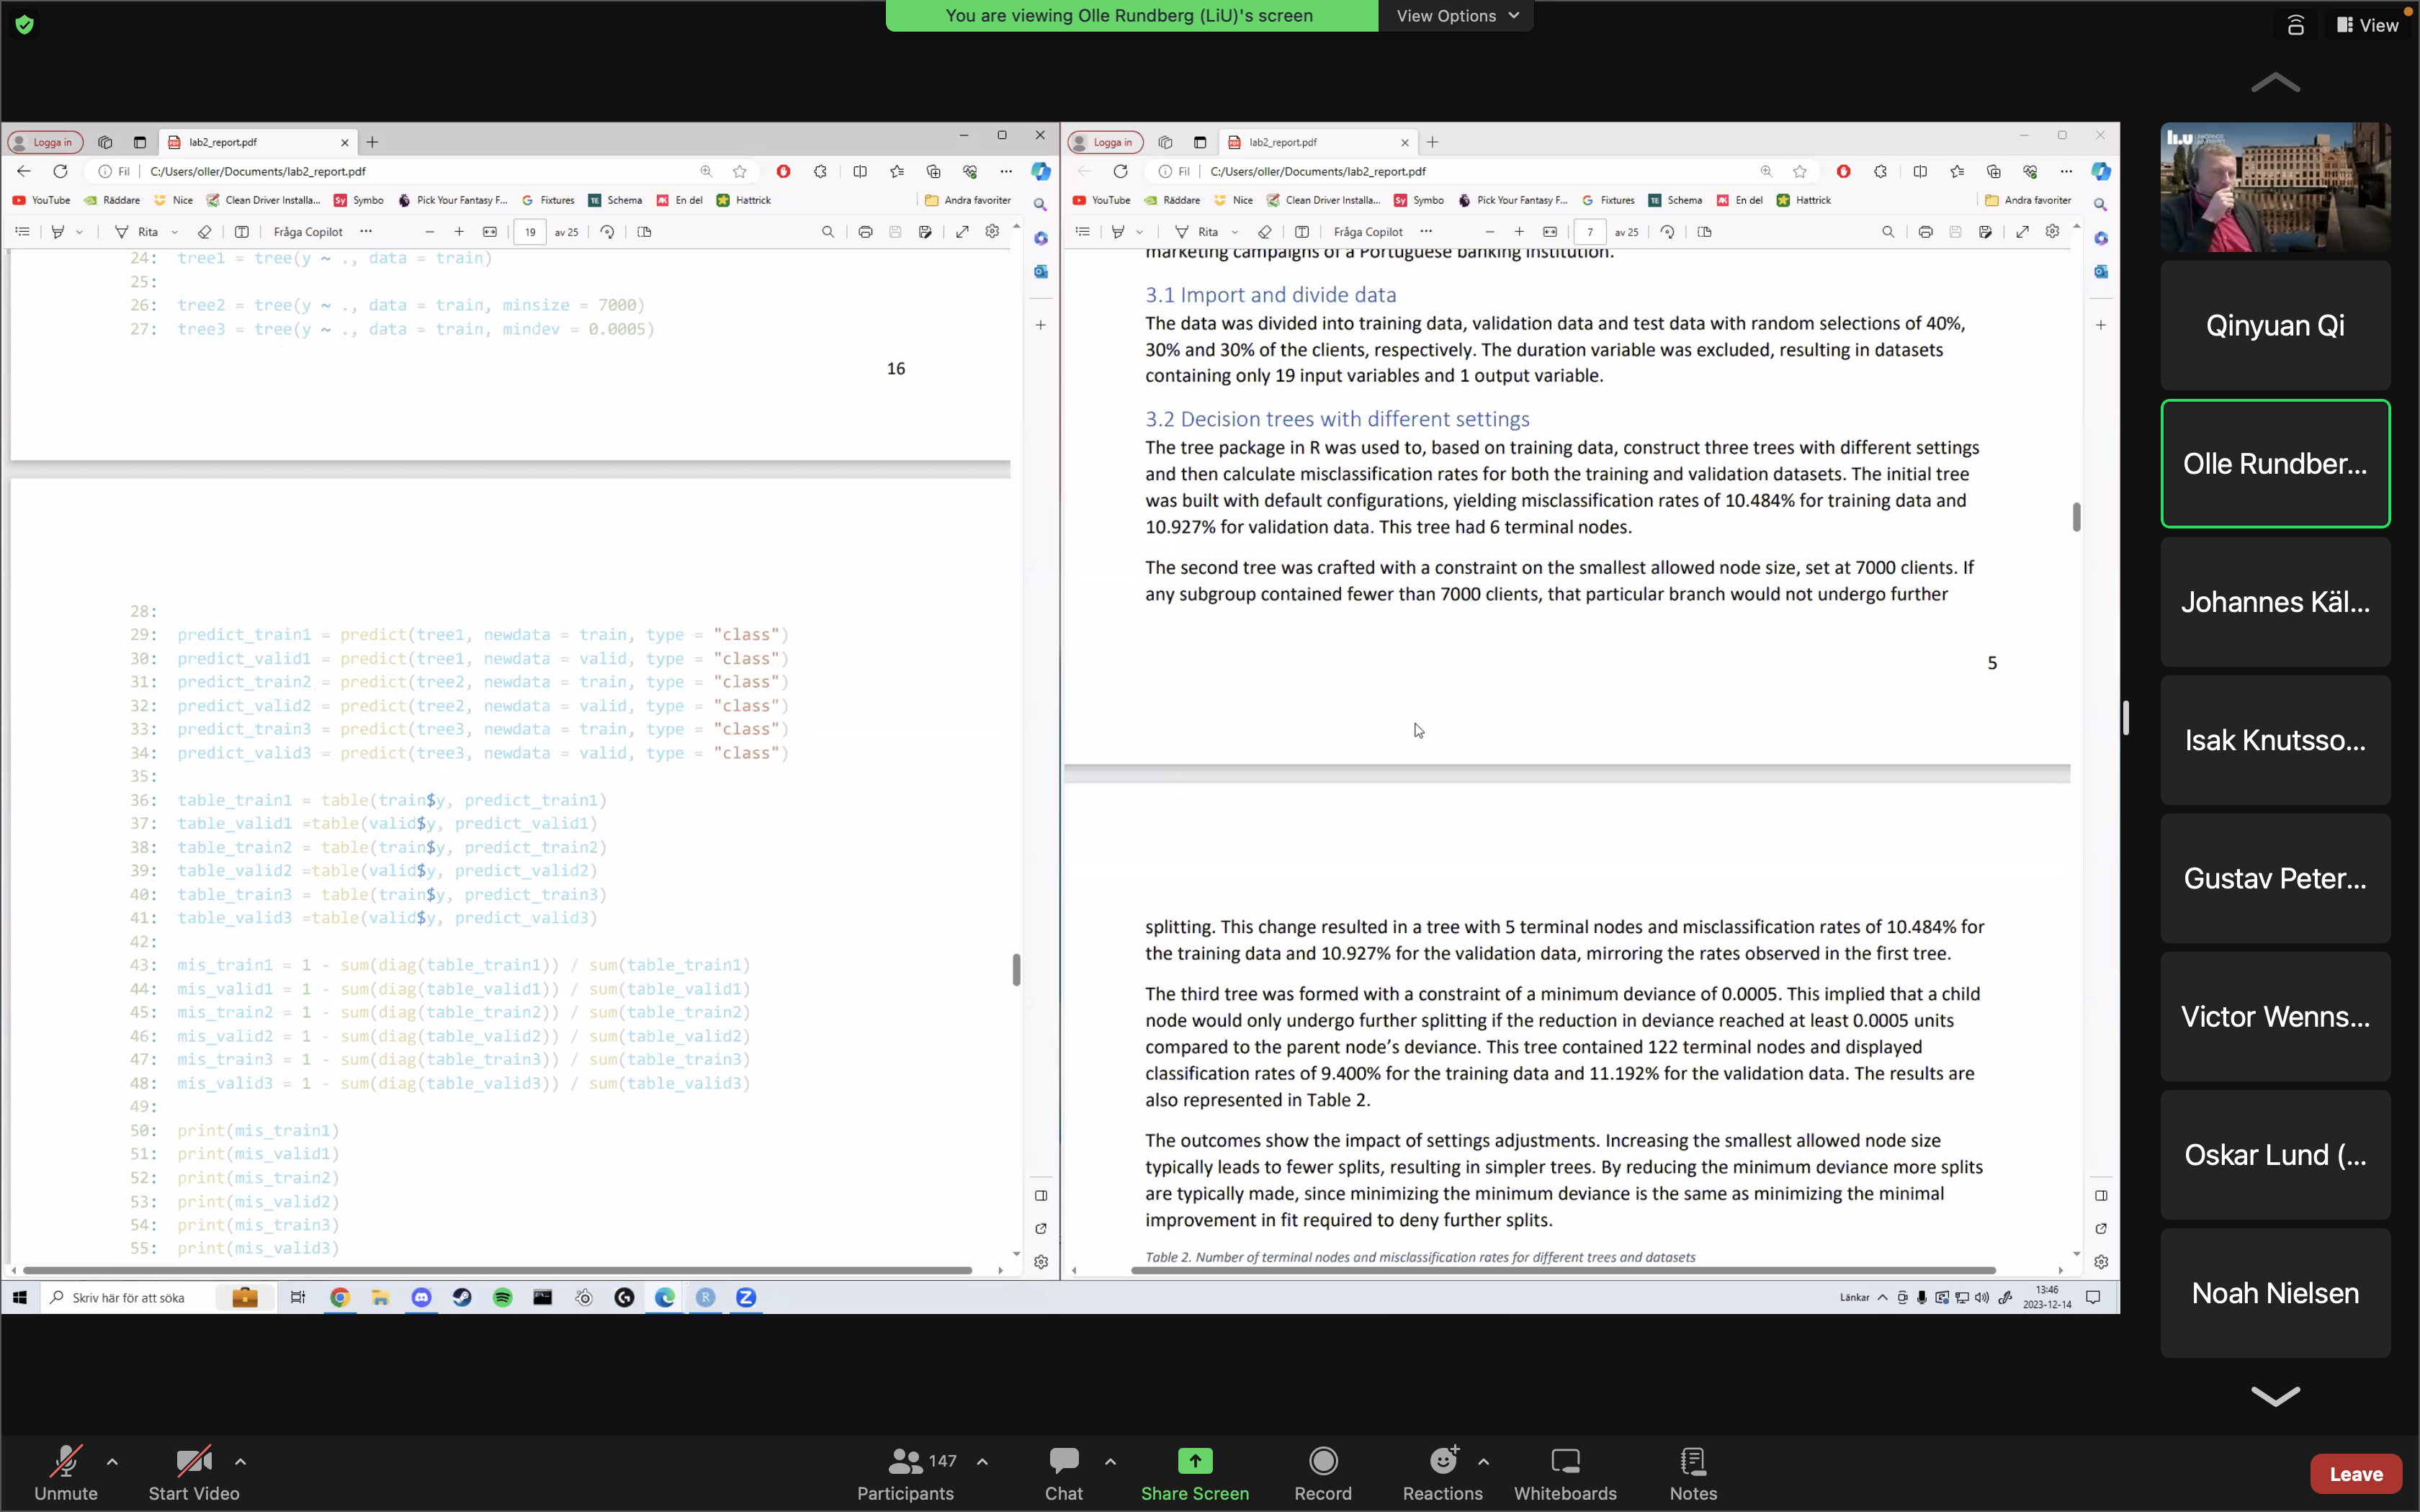 You are viewing Olle Rundberg (LiU)'s screen
View Options
View
Logga in
lab2_report.pdf
Fil
C:/Users/oller/Documents/lab2_report.pdf
YouTube
Räddare
Nice
Clean Driver Installa...
Symbo
Pick Your Fantasy F...
Fixtures
Schema
En del
Hattrick
Andra favoriter
Rita
Fråga Copilot
19
av 25
24: tree1 = tree(y ~ ., data = train)
25:
26: tree2 = tree(y ~ ., data = train, minsize = 7000)
27: tree3 = tree(y ~ ., data = train, mindev = 0.0005)
16
28:
29: predict_train1 = predict(tree1, newdata = train, type = "class")
30: predict_valid1 = predict(tree1, newdata = valid, type = "class")
31: predict_train2 = predict(tree2, newdata = train, type = "class")
32: predict_valid2 = predict(tree2, newdata = valid, type = "class")
33: predict_train3 = predict(tree3, newdata = train, type = "class")
34: predict_valid3 = predict(tree3, newdata = valid, type = "class")
35:
36: table_train1 = table(train$y, predict_train1)
37: table_valid1 =table(valid$y, predict_valid1)
38: table_train2 = table(train$y, predict_train2)
39: table_valid2 =table(valid$y, predict_valid2)
40: table_train3 = table(train$y, predict_train3)
41: table_valid3 =table(valid$y, predict_valid3)
42:
43: mis_train1 = 1 - sum(diag(table_train1)) / sum(table_train1)
44: mis_valid1 = 1 - sum(diag(table_valid1)) / sum(table_valid1)
45: mis_train2 = 1 - sum(diag(table_train2)) / sum(table_train2)
46: mis_valid2 = 1 - sum(diag(table_valid2)) / sum(table_valid2)
47: mis_train3 = 1 - sum(diag(table_train3)) / sum(table_train3)
48: mis_valid3 = 1 - sum(diag(table_valid3)) / sum(table_valid3)
49:
50: print(mis_train1)
51: print(mis_valid1)
52: print(mis_train2)
53: print(mis_valid2)
54: print(mis_train3)
55: print(mis_valid3)
Logga in
lab2_report.pdf
Fil
C:/Users/oller/Documents/lab2_report.pdf
YouTube
Räddare
Nice
Clean Driver Installa...
Symbo
Pick Your Fantasy F...
Fixtures
Schema
En del
Hattrick
Andra favoriter
Rita
Fråga Copilot
7
av 25
marketing campaigns of a Portuguese banking institution.
3.1 Import and divide data
The data was divided into training data, validation data and test data with random selections of 40%,
30% and 30% of the clients, respectively. The duration variable was excluded, resulting in datasets
containing only 19 input variables and 1 output variable.
3.2 Decision trees with different settings
The tree package in R was used to, based on training data, construct three trees with different settings
and then calculate misclassification rates for both the training and validation datasets. The initial tree
was built with default configurations, yielding misclassification rates of 10.484% for training data and
10.927% for validation data. This tree had 6 terminal nodes.
The second tree was crafted with a constraint on the smallest allowed node size, set at 7000 clients. If
any subgroup contained fewer than 7000 clients, that particular branch would not undergo further
5
splitting. This change resulted in a tree with 5 terminal nodes and misclassification rates of 10.484% for
the training data and 10.927% for the validation data, mirroring the rates observed in the first tree.
The third tree was formed with a constraint of a minimum deviance of 0.0005. This implied that a child
node would only undergo further splitting if the reduction in deviance reached at least 0.0005 units
compared to the parent node's deviance. This tree contained 122 terminal nodes and displayed
classification rates of 9.400% for the training data and 11.192% for the validation data. The results are
also represented in Table 2.
The outcomes show the impact of settings adjustments. Increasing the smallest allowed node size
typically leads to fewer splits, resulting in simpler trees. By reducing the minimum deviance more splits
are typically made, since minimizing the minimum deviance is the same as minimizing the minimal
improvement in fit required to deny further splits.
Table 2. Number of terminal nodes and misclassification rates for different trees and datasets
Skriv här för att söka
Länkar
13:46
2023-12-14
Qinyuan Qi
Olle Rundber...
Johannes Käl...
Isak Knutsso...
Gustav Peter...
Victor Wenns...
Oskar Lund (...
Noah Nielsen
Unmute
Start Video
147
Participants
Chat
Share Screen
Record
Reactions
Whiteboards
Notes
Leave